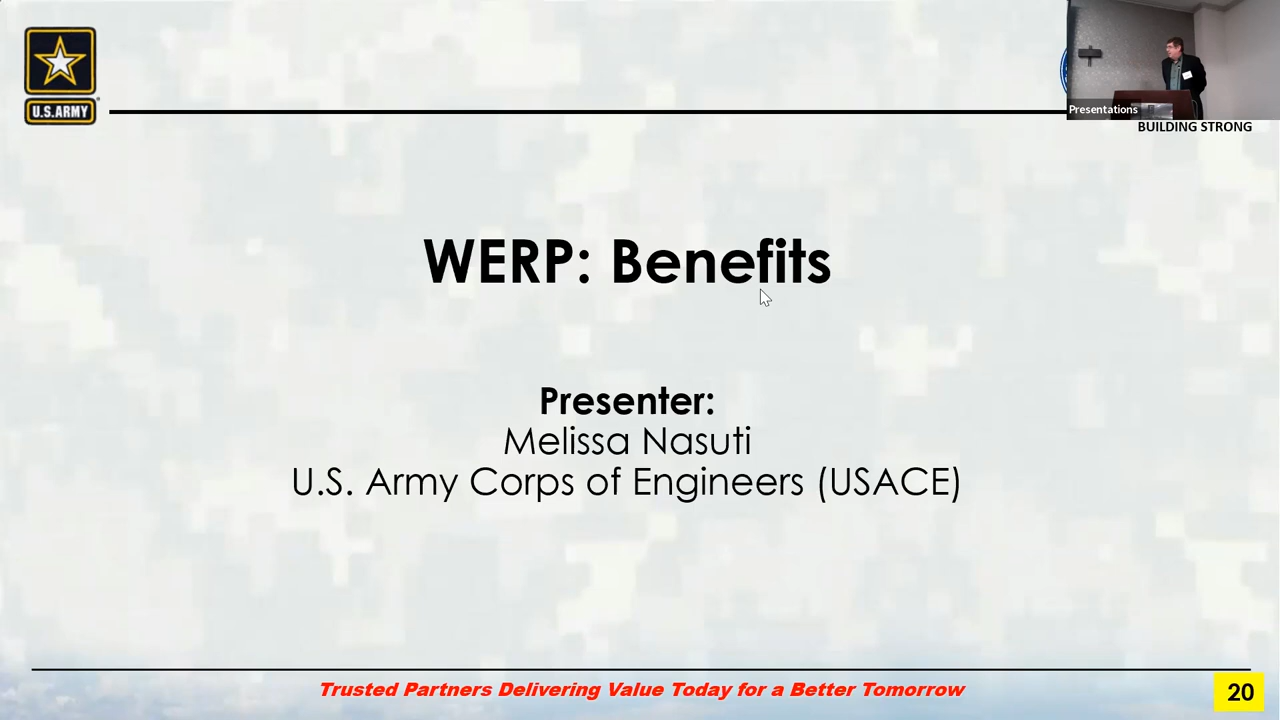 U.S.ARMY
Presentations
BUILDING STRONG
WERP: Benefits
Presenter:
Melissa Nasuti
U.S. Army Corps of Engineers (USACE)
Trusted Partners Delivering Value Today for a Better Tomorrow
20